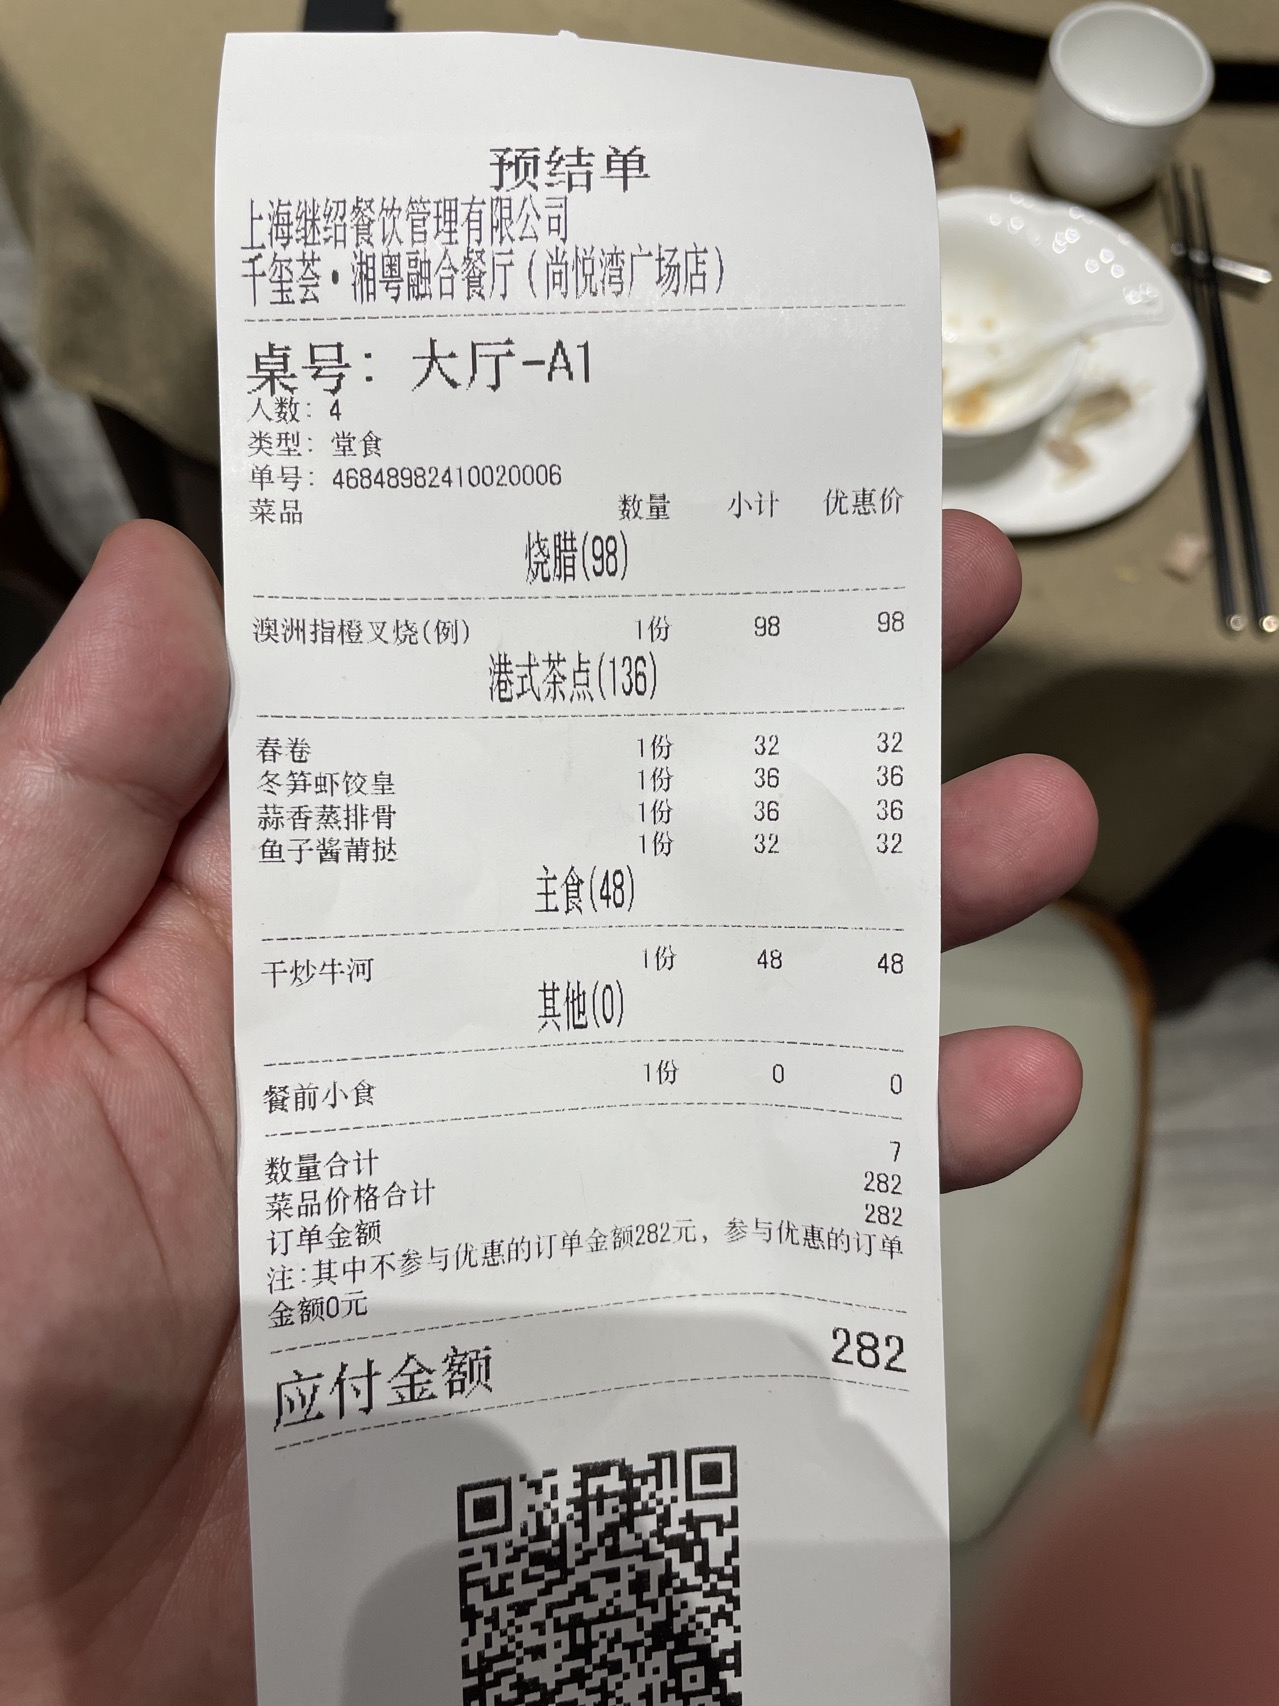 预结单
上海继绍餐饮管理有限公司
千玺荟·湘粤融合餐厅（尚悦湾广场店）
桌号: 大厅-A1
人数: 4
类型: 堂食
单号: 46848982410020006
菜品 数量 小计 优惠价
烧腊(98)
澳洲指橙叉烧(例) 1份 98 98
港式茶点(136)
春卷 1份 32 32
冬笋虾饺皇 1份 36 36
蒜香蒸排骨 1份 36 36
鱼子酱莆挞 1份 32 32
主食(48)
干炒牛河 1份 48 48
其他(0)
餐前小食 1份 0 0
数量合计 7
菜品价格合计 282
订单金额 282
注:其中不参与优惠的订单金额282元，参与优惠的订单
金额0元
应付金额 282